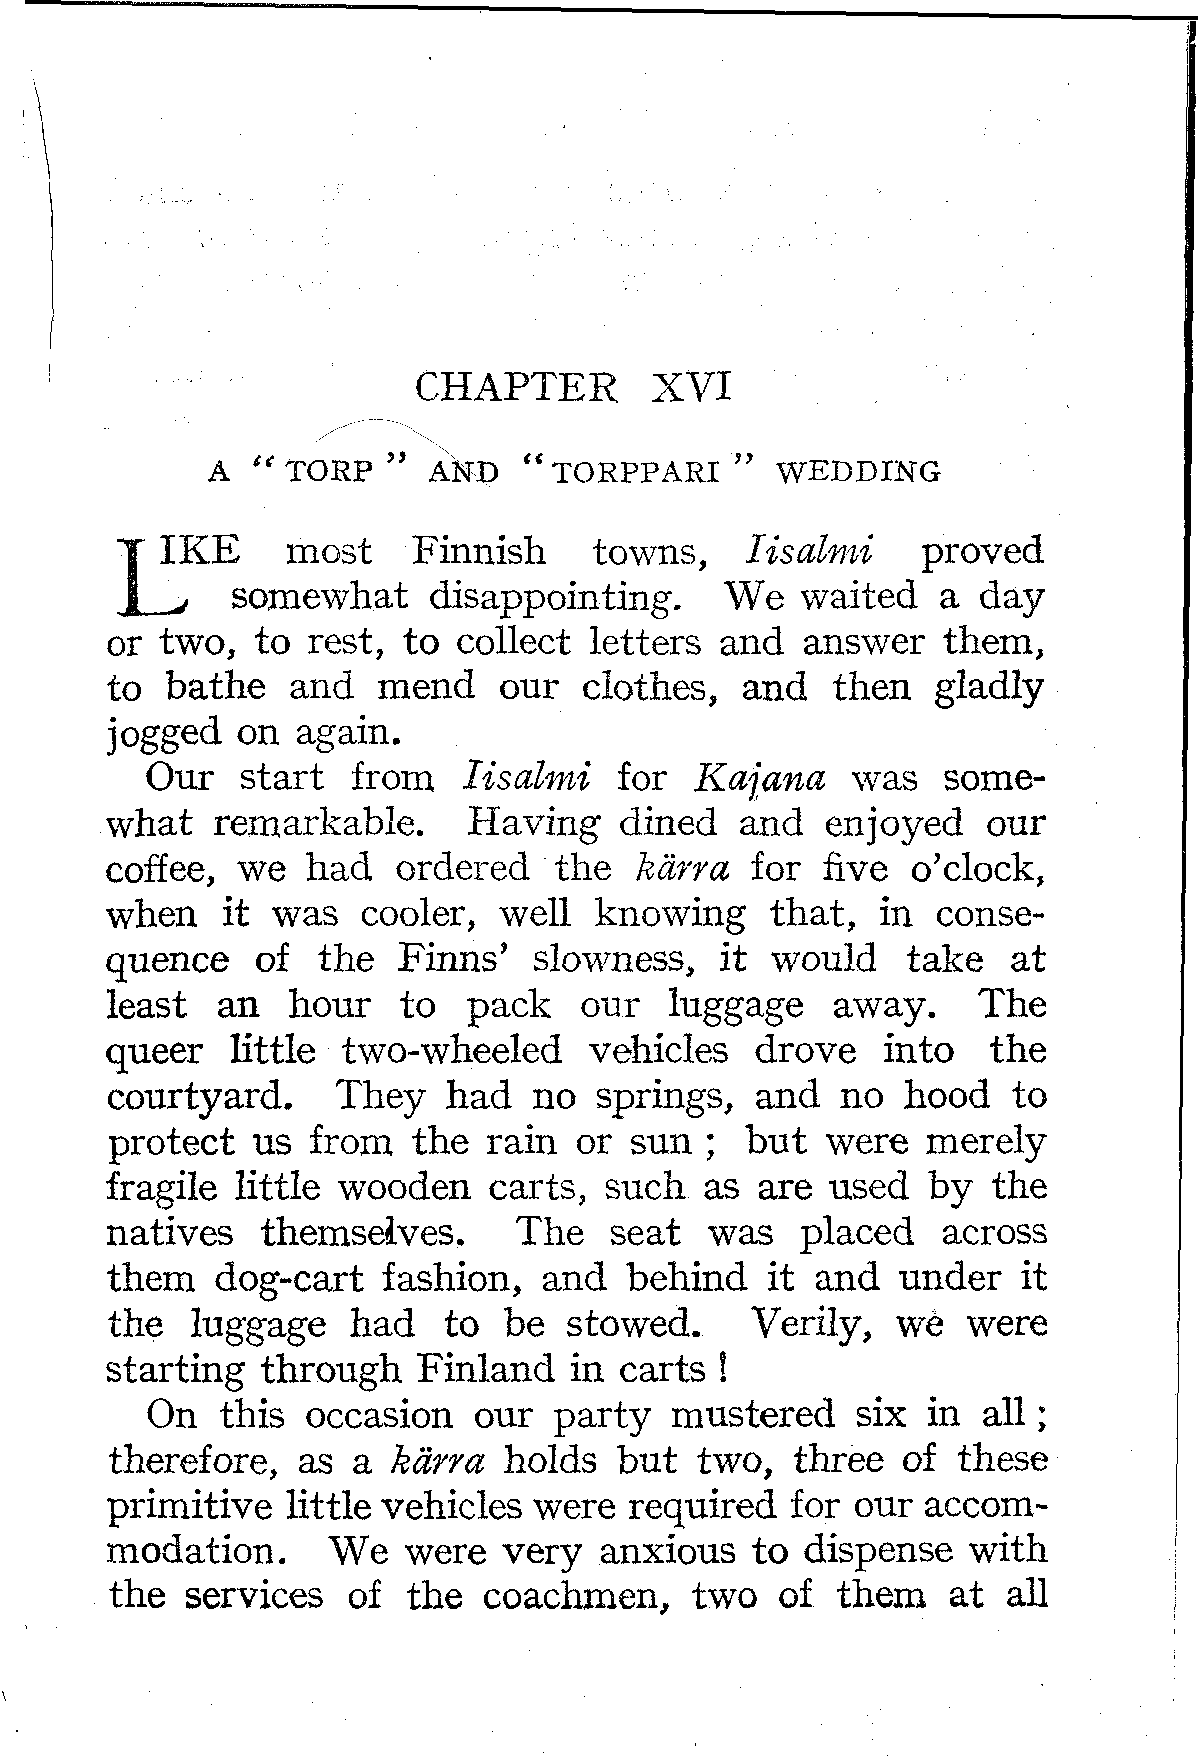 CHAPTER XVI
A “TORP” AND “TORPPARI” WEDDING
LIKE most Finnish towns, Iisalmi proved
somewhat disappointing. We waited a day
or two, to rest, to collect letters and answer them,
to bathe and mend our clothes, and then gladly
jogged on again.
Our start from Iisalmi for Kajana was some-
what remarkable. Having dined and enjoyed our
coffee, we had ordered the kärra for five o’clock,
when it was cooler, well knowing that, in conse-
quence of the Finns’ slowness, it would take at
least an hour to pack our luggage away. The
queer little two-wheeled vehicles drove into the
courtyard. They had no springs, and no hood to
protect us from the rain or sun ; but were merely
fragile little wooden carts, such as are used by the
natives themselves. The seat was placed across
them dog-cart fashion, and behind it and under it
the luggage had to be stowed. Verily, we were
starting through Finland in carts !
On this occasion our party mustered six in all ;
therefore, as a kärra holds but two, three of these
primitive little vehicles were required for our accom-
modation. We were very anxious to dispense with
the services of the coachmen, two of them at all